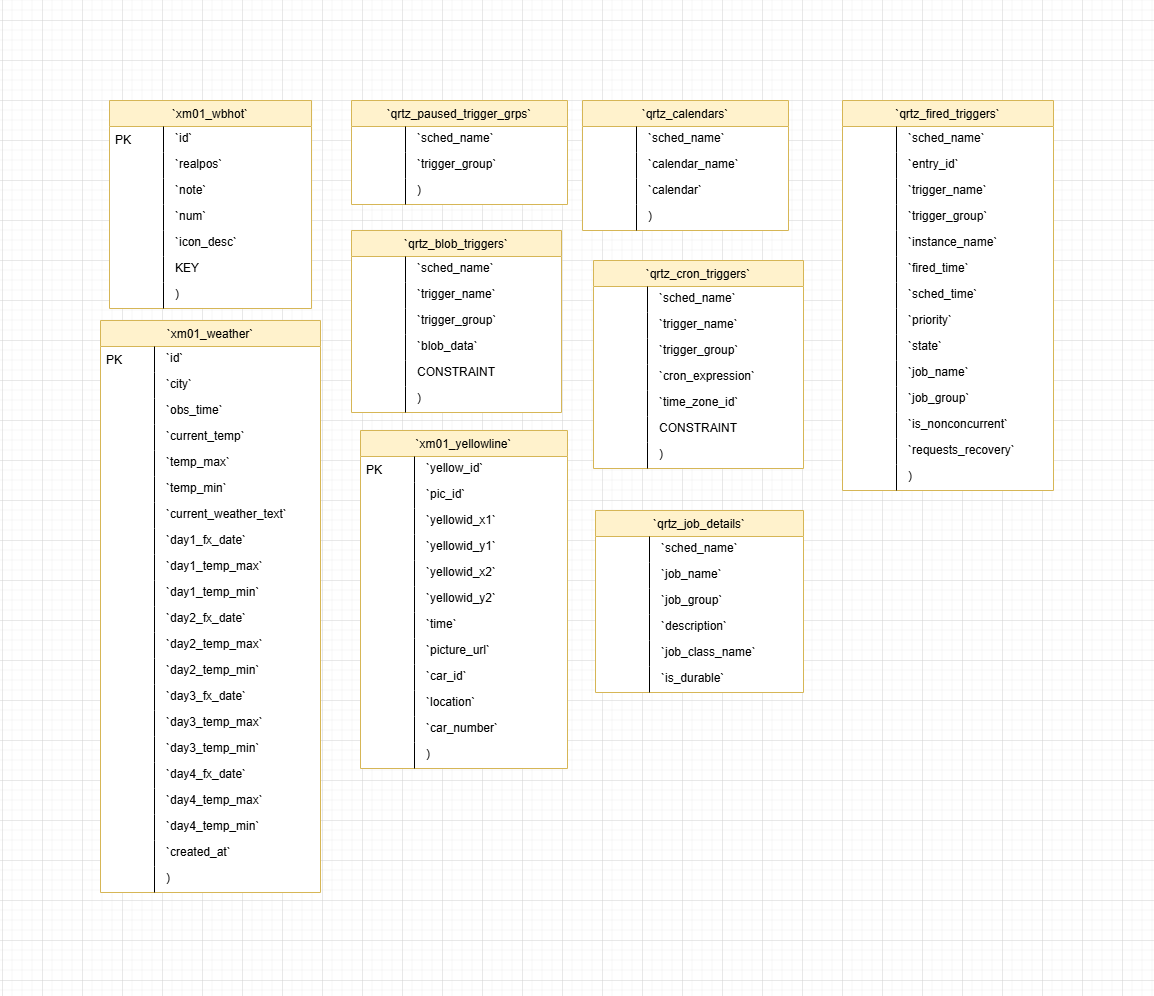 `xm01_wbhot`
PK
`id`
`realpos`
`note`
`num`
`icon_desc`
KEY
)
`xm01_weather`
PK
`id`
`city`
`obs_time`
`current_temp`
`temp_max`
`temp_min`
`current_weather_text`
`day1_fx_date`
`day1_temp_max`
`day1_temp_min`
`day2_fx_date`
`day2_temp_max`
`day2_temp_min`
`day3_fx_date`
`day3_temp_max`
`day3_temp_min`
`day4_fx_date`
`day4_temp_max`
`day4_temp_min`
`created_at`
)
`qrtz_paused_trigger_grps`
`sched_name`
`trigger_group`
)
`qrtz_blob_triggers`
`sched_name`
`trigger_name`
`trigger_group`
`blob_data`
CONSTRAINT
)
`xm01_yellowline`
PK
`yellow_id`
`pic_id`
`yellowid_x1`
`yellowid_y1`
`yellowid_x2`
`yellowid_y2`
`time`
`picture_url`
`car_id`
`location`
`car_number`
)
`qrtz_calendars`
`sched_name`
`calendar_name`
`calendar`
)
`qrtz_cron_triggers`
`sched_name`
`trigger_name`
`trigger_group`
`cron_expression`
`time_zone_id`
CONSTRAINT
)
`qrtz_job_details`
`sched_name`
`job_name`
`job_group`
`description`
`job_class_name`
`is_durable`
`qrtz_fired_triggers`
`sched_name`
`entry_id`
`trigger_name`
`trigger_group`
`instance_name`
`fired_time`
`sched_time`
`priority`
`state`
`job_name`
`job_group`
`is_nonconcurrent`
`requests_recovery`
)